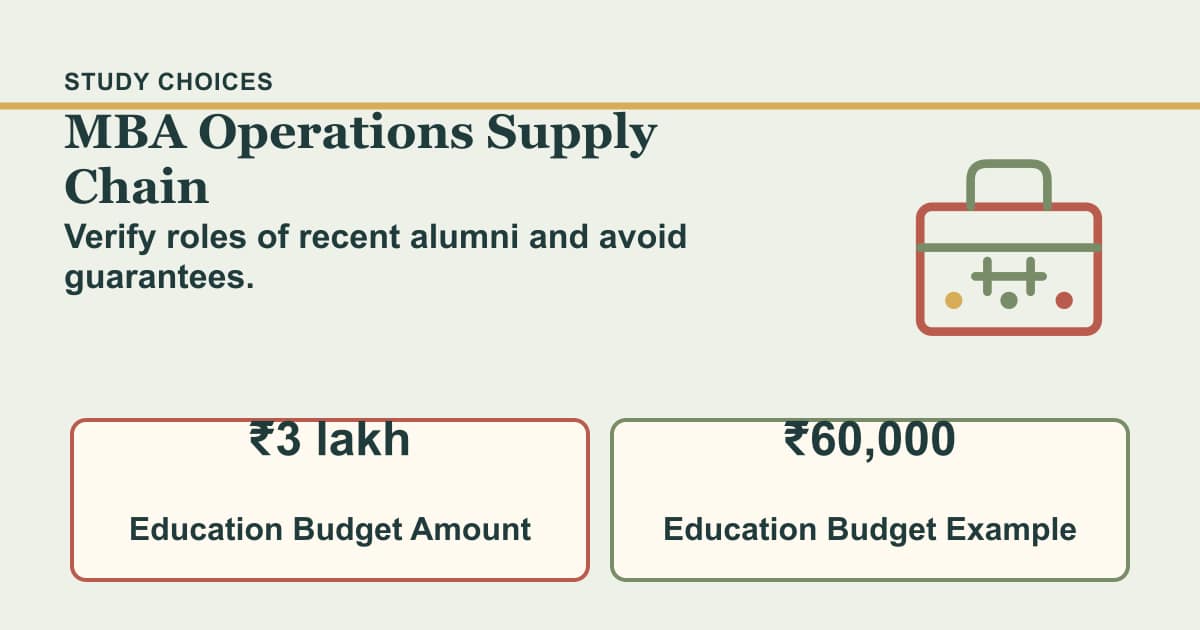 STUDY CHOICES
MBA Operations Supply
Chain
Verify roles of recent alumni and avoid
guarantees.
₹3 lakh
Education Budget Amount
₹60,000
Education Budget Example